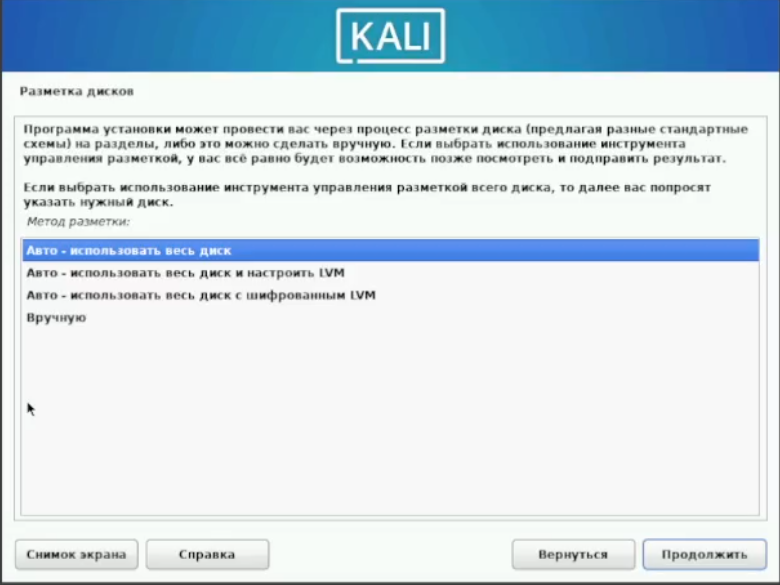 KALI
Разметка дисков
Программа установки может провести вас через процесс разметки диска (предлагая разные стандартные
схемы) на разделы, либо это можно сделать вручную. Если выбрать использование инструмента
управления разметкой, у вас всё равно будет возможность позже посмотреть и подправить результат.
Если выбрать использование инструмента управления разметкой всего диска, то далее вас попросят
указать нужный диск.
Метод разметки:
Авто - использовать весь диск
Авто - использовать весь диск и настроить LVM
Авто - использовать весь диск с шифрованным LVM
Вручную
Снимок экрана Справка Вернуться Продолжить